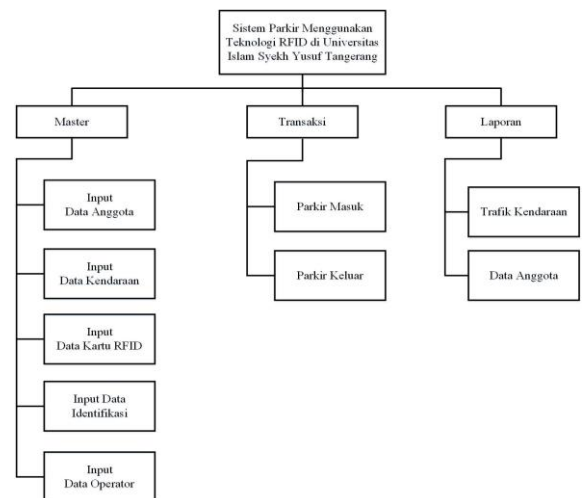 Sistem Parkir Menggunakan
Teknologi RFID di Universitas
Islam Syekh Yusuf Tangerang
Master
Transaksi
Laporan
Input
Data Anggota
Input
Data Kendaraan
Input
Data Kartu RFID
Input Data
Identifikasi
Input
Data Operator
Parkir Masuk
Parkir Keluar
Trafik Kendaraan
Data Anggota